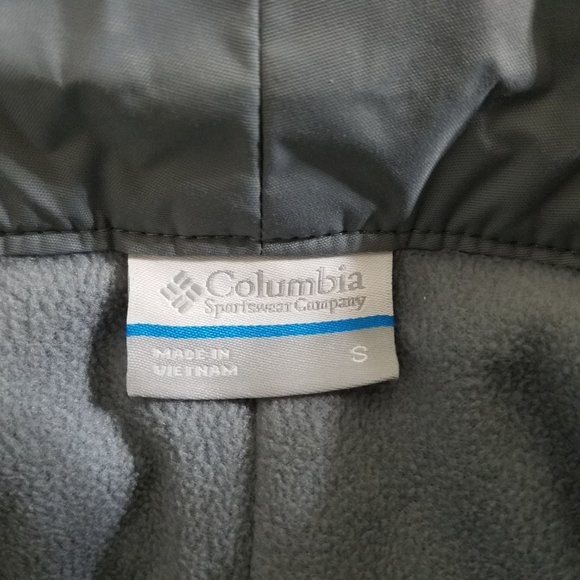 Columbia
Sportswear Company
MADE IN
VIETNAM
S